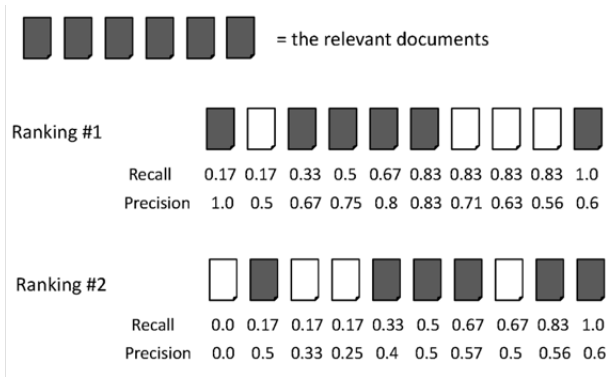 = the relevant documents
Ranking #1
Recall 0.17 0.17 0.33 0.5 0.67 0.83 0.83 0.83 0.83 1.0
Precision 1.0 0.5 0.67 0.75 0.8 0.83 0.71 0.63 0.56 0.6
Ranking #2
Recall 0.0 0.17 0.17 0.17 0.33 0.5 0.67 0.67 0.83 1.0
Precision 0.0 0.5 0.33 0.25 0.4 0.5 0.57 0.5 0.56 0.6